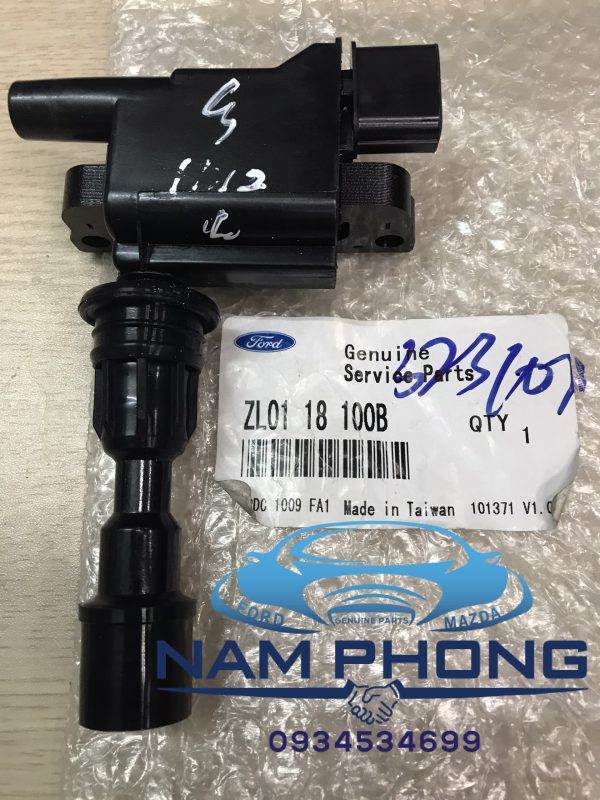 Ford
Genuine
Service Parts
ZL01 18 100B
QTY 1
1009 FA1 Made in Taiwan 101371 V1.0
FORD GENUINE PARTS MAZDA
NAM PHONG
0934534699